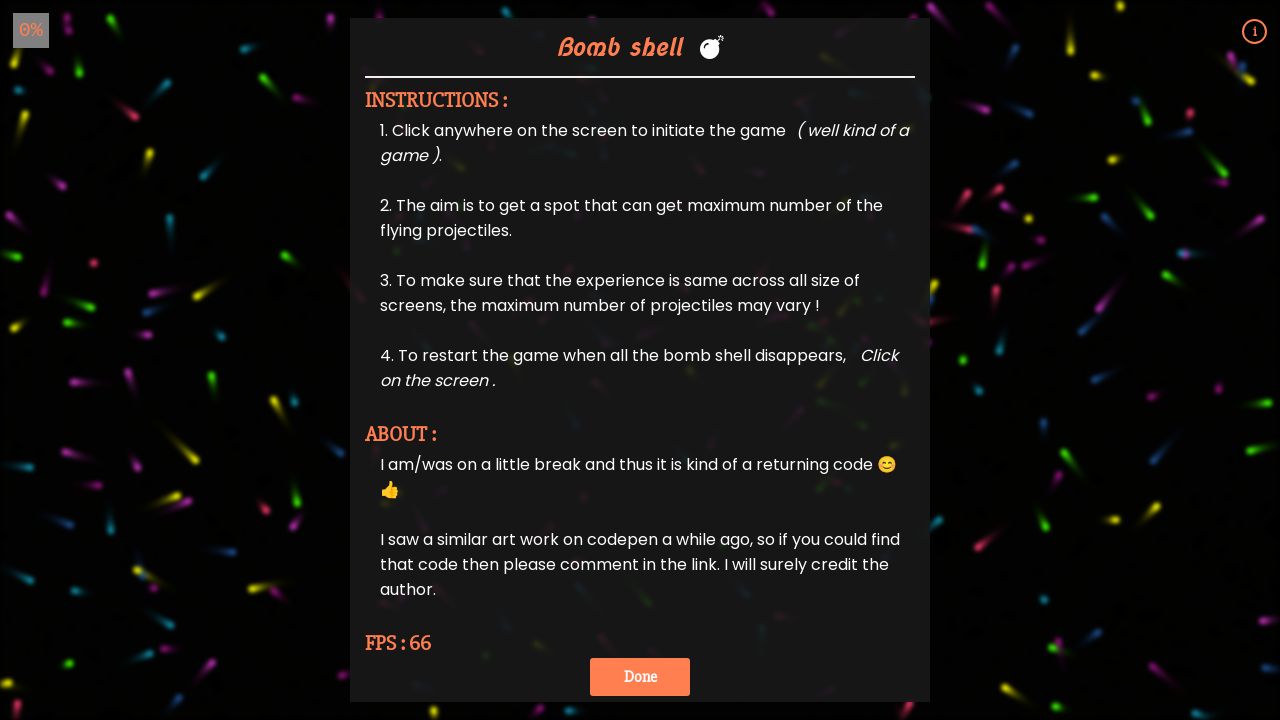 0%
i
Bomb shell 💣
INSTRUCTIONS :
1. Click anywhere on the screen to initiate the game ( well kind of a
game ).
2. The aim is to get a spot that can get maximum number of the
flying projectiles.
3. To make sure that the experience is same across all size of
screens, the maximum number of projectiles may vary !
4. To restart the game when all the bomb shell disappears, Click
on the screen .
ABOUT :
I am/was on a little break and thus it is kind of a returning code 😊
👍
I saw a similar art work on codepen a while ago, so if you could find
that code then please comment in the link. I will surely credit the
author.
FPS : 66
Done